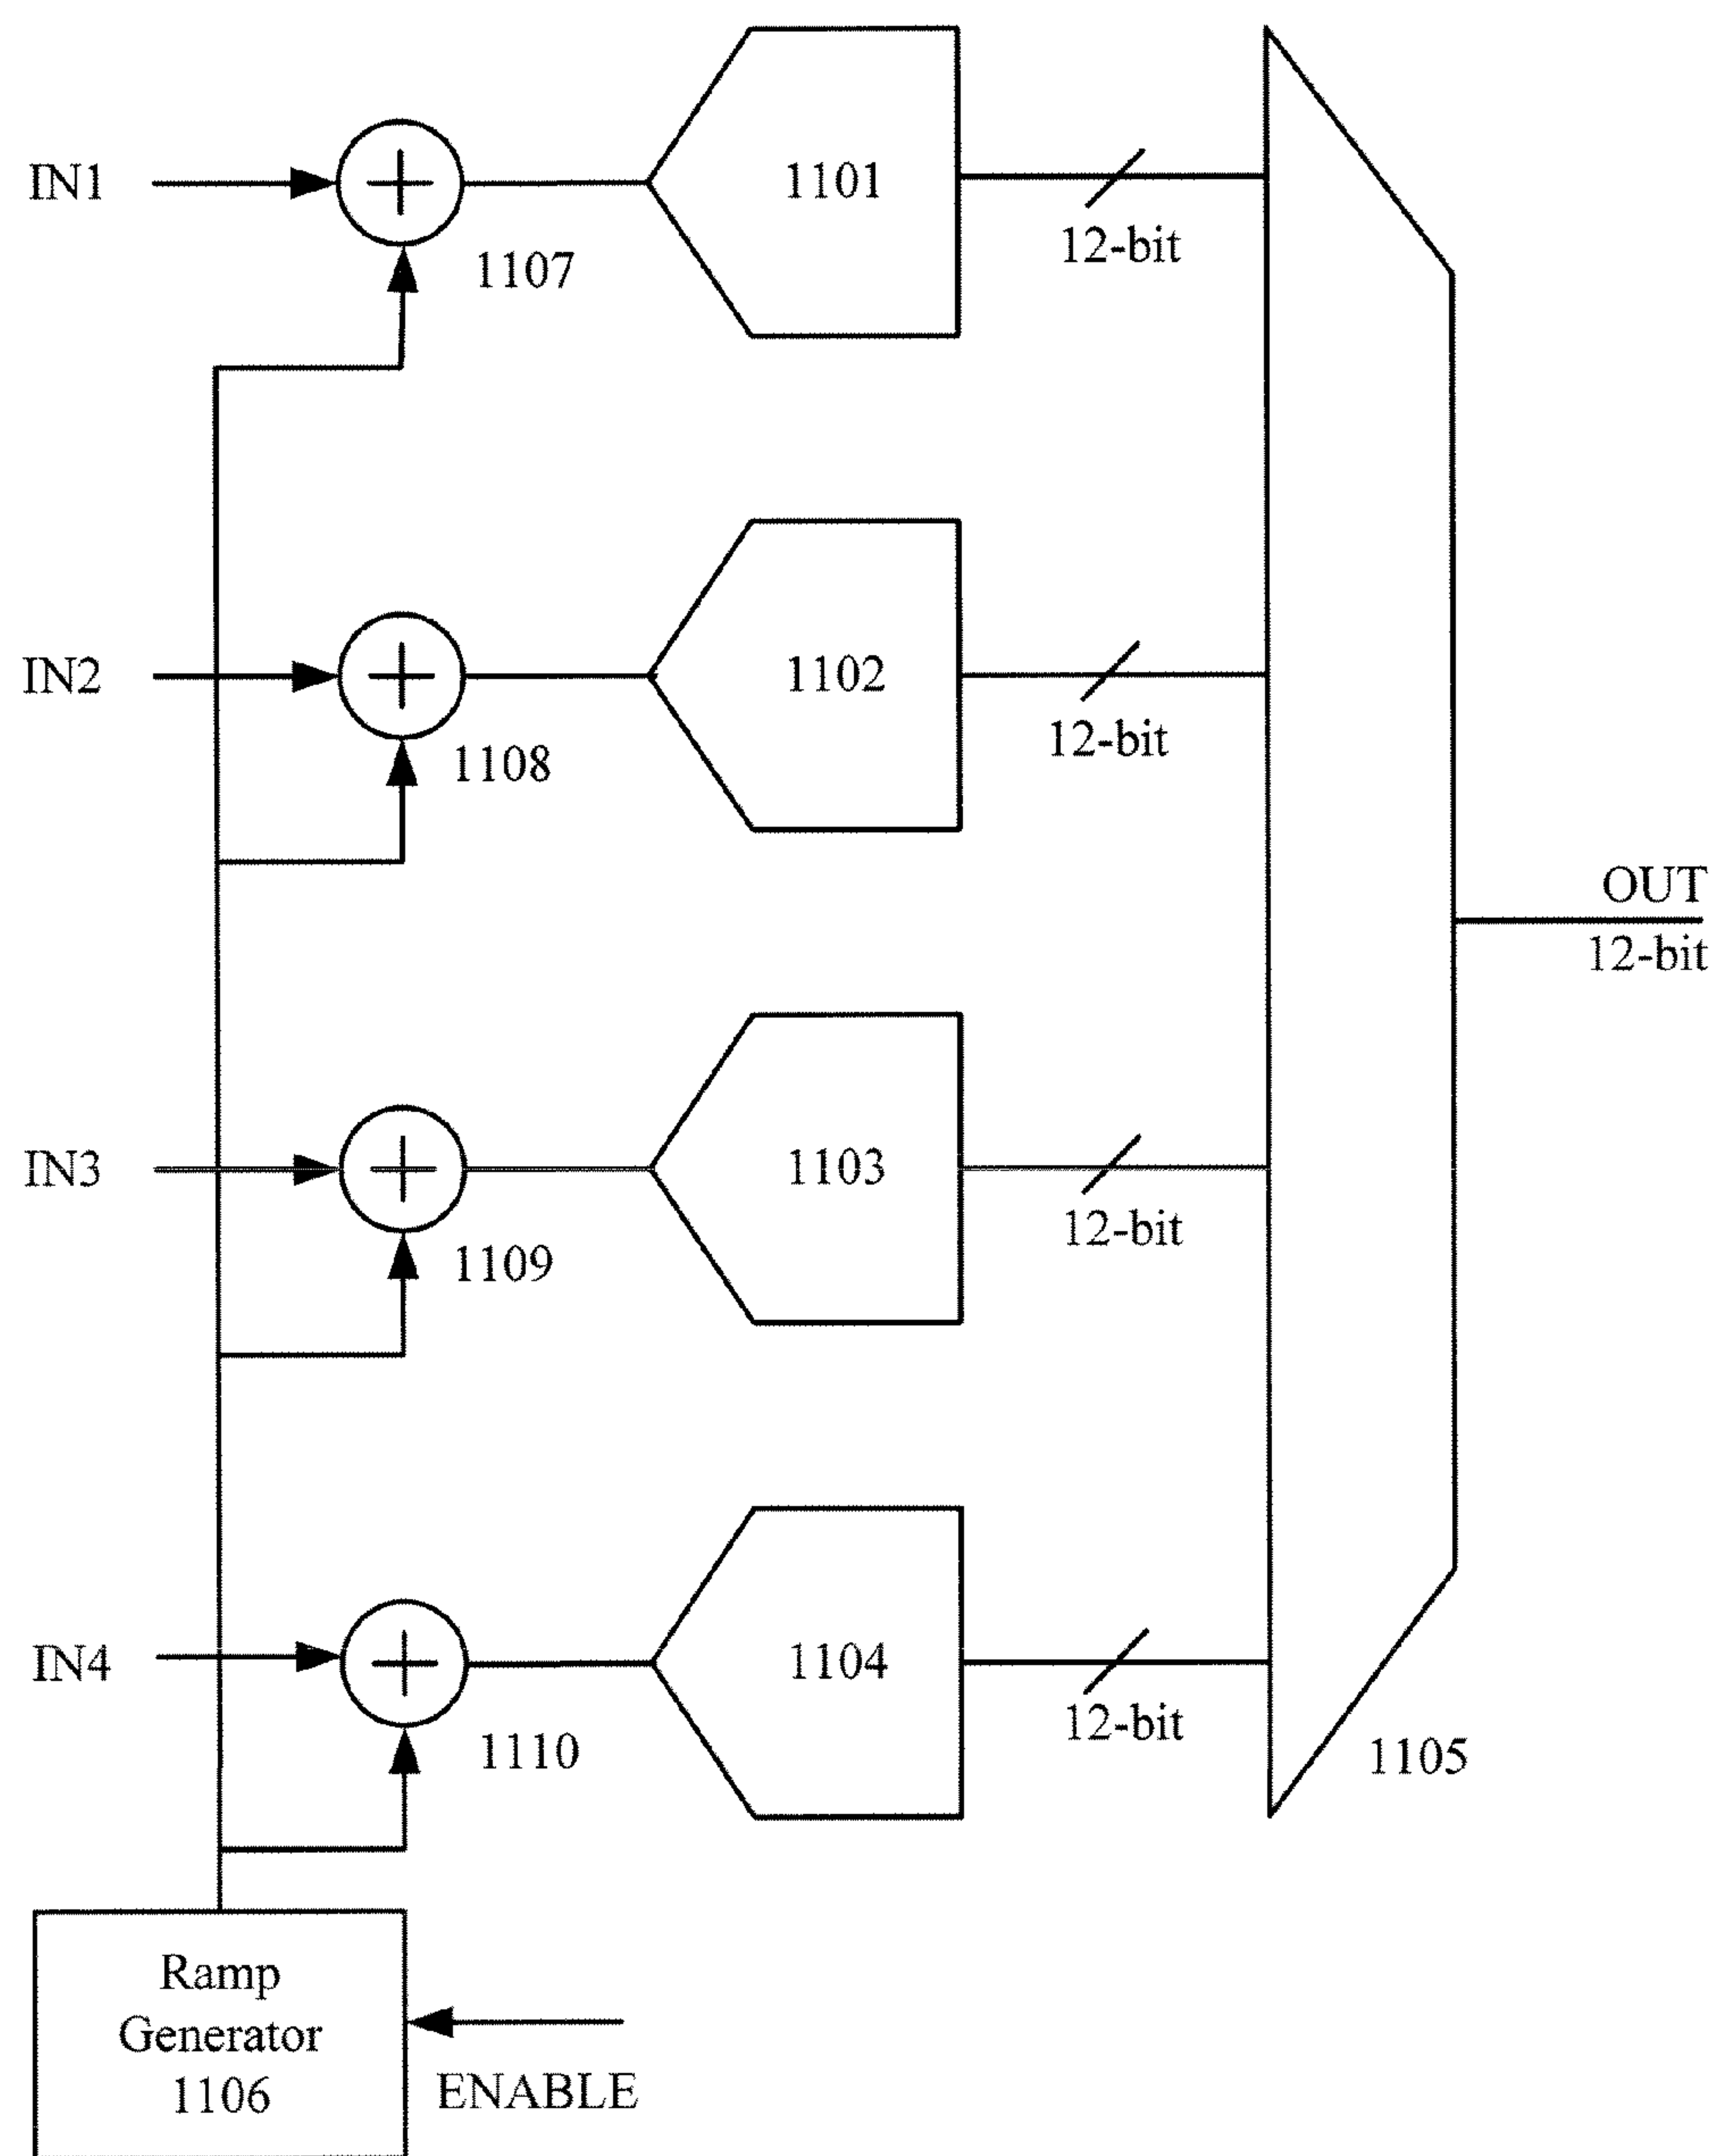 IN1
1107
1101
12-bit
IN2
1108
1102
12-bit
OUT
12-bit
IN3
1109
1103
12-bit
IN4
1110
1104
12-bit
1105
Ramp
Generator
1106
ENABLE